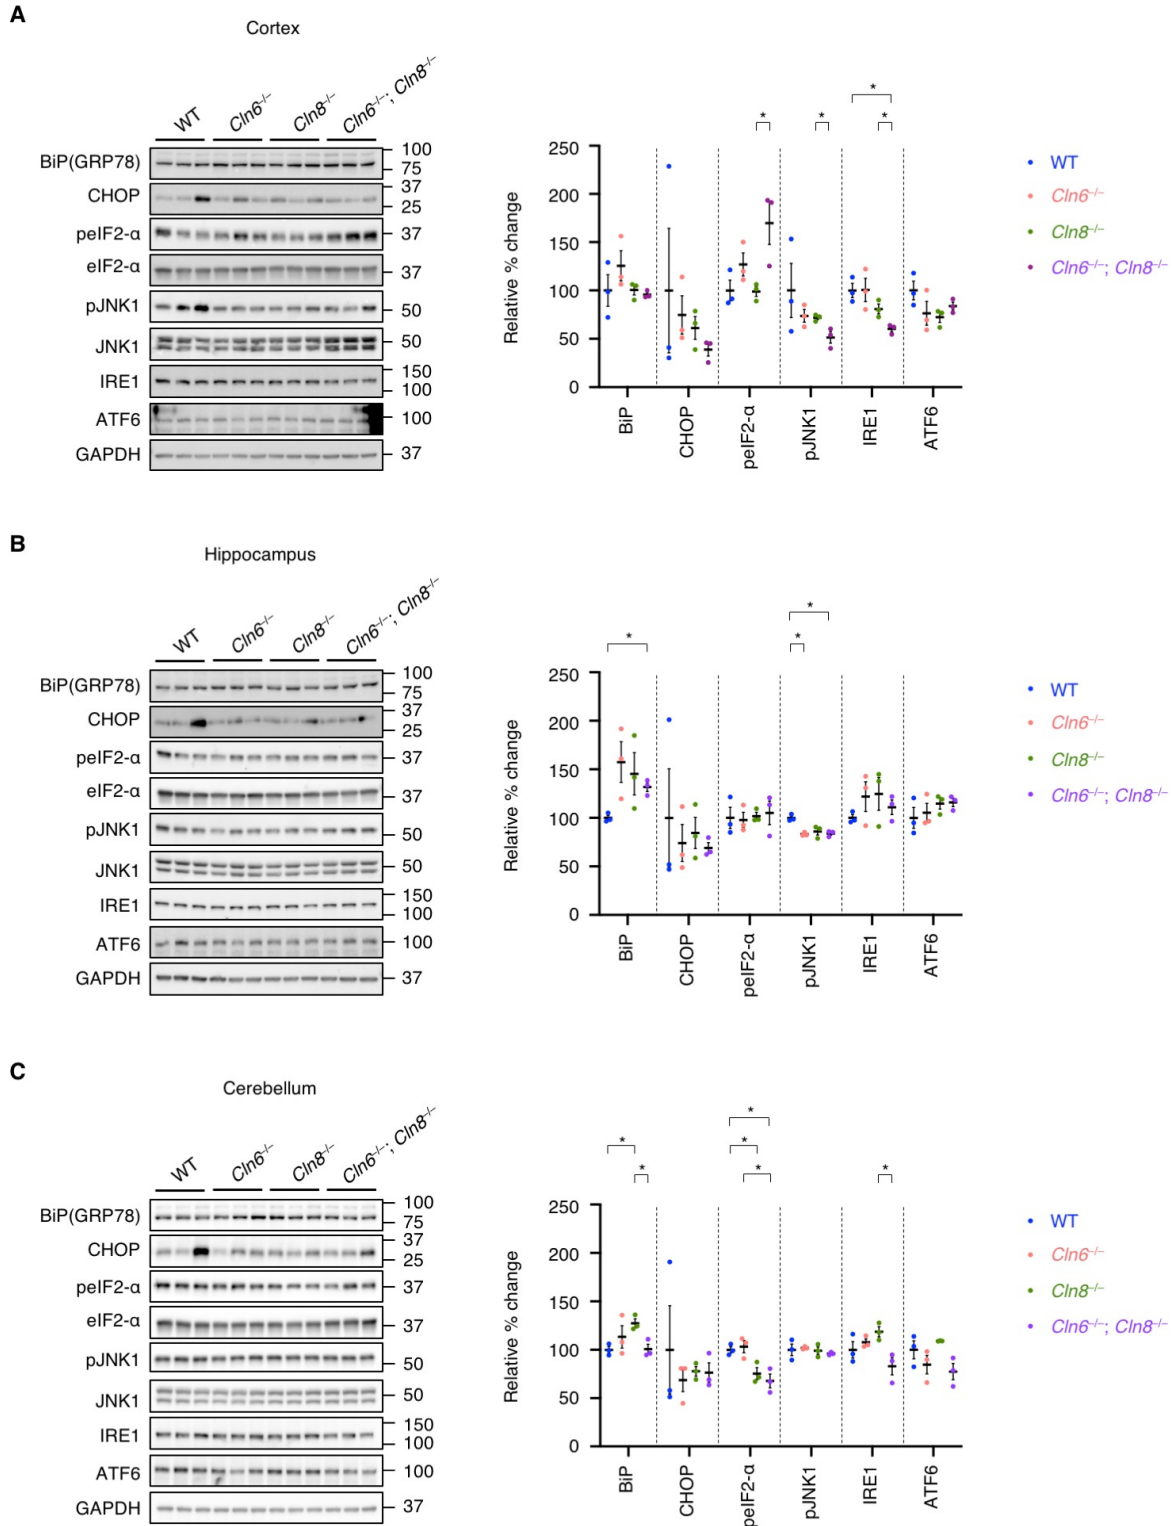 A
Cortex
WT
Cln6–/–
Cln8–/–
Cln6–/–; Cln8–/–
BiP(GRP78)
100
75
CHOP
37
25
peIF2-α
37
eIF2-α
37
pJNK1
50
JNK1
50
IRE1
150
100
ATF6
100
GAPDH
37
* * * *
Relative % change
250
200
150
100
50
0
BiP
CHOP
peIF2-α
pJNK1
IRE1
ATF6
WT
Cln6–/–
Cln8–/–
Cln6–/–; Cln8–/–
B
Hippocampus
WT
Cln6–/–
Cln8–/–
Cln6–/–; Cln8–/–
BiP(GRP78)
100
75
CHOP
37
25
peIF2-α
37
eIF2-α
37
pJNK1
50
JNK1
50
IRE1
150
100
ATF6
100
GAPDH
37
* * *
Relative % change
250
200
150
100
50
0
BiP
CHOP
peIF2-α
pJNK1
IRE1
ATF6
WT
Cln6–/–
Cln8–/–
Cln6–/–; Cln8–/–
C
Cerebellum
WT
Cln6–/–
Cln8–/–
Cln6–/–; Cln8–/–
BiP(GRP78)
100
75
CHOP
37
25
peIF2-α
37
eIF2-α
37
pJNK1
50
JNK1
50
IRE1
150
100
ATF6
100
GAPDH
37
* * * * * *
Relative % change
250
200
150
100
50
0
BiP
CHOP
peIF2-α
pJNK1
IRE1
ATF6
WT
Cln6–/–
Cln8–/–
Cln6–/–; Cln8–/–